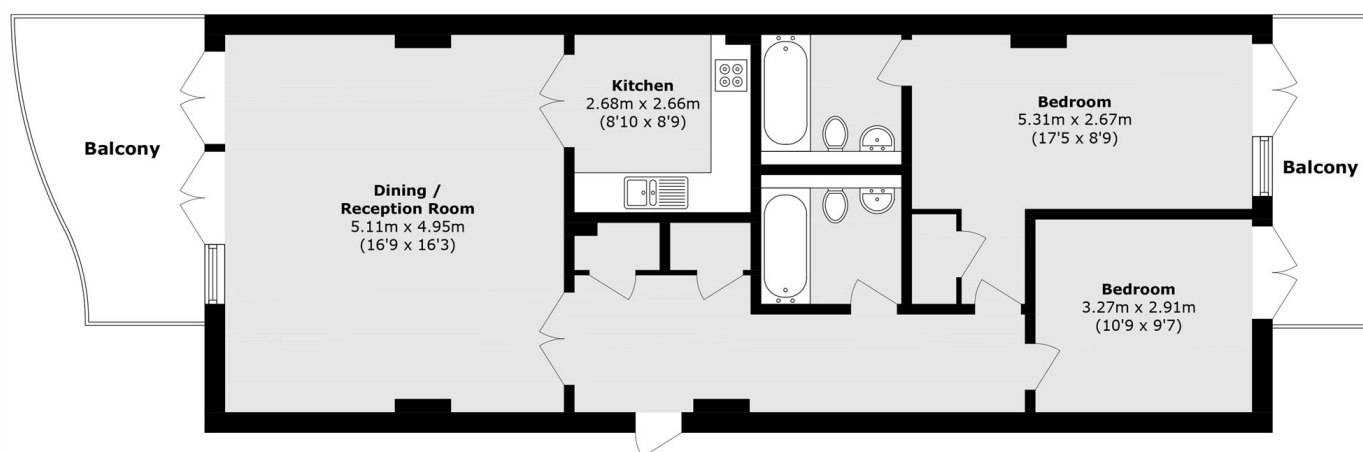 Balcony
Dining /
Reception Room
5.11m x 4.95m
(16'9 x 16'3)
Kitchen
2.68m x 2.66m
(8'10 x 8'9)
Bedroom
5.31m x 2.67m
(17'5 x 8'9)
Balcony
Bedroom
3.27m x 2.91m
(10'9 x 9'7)